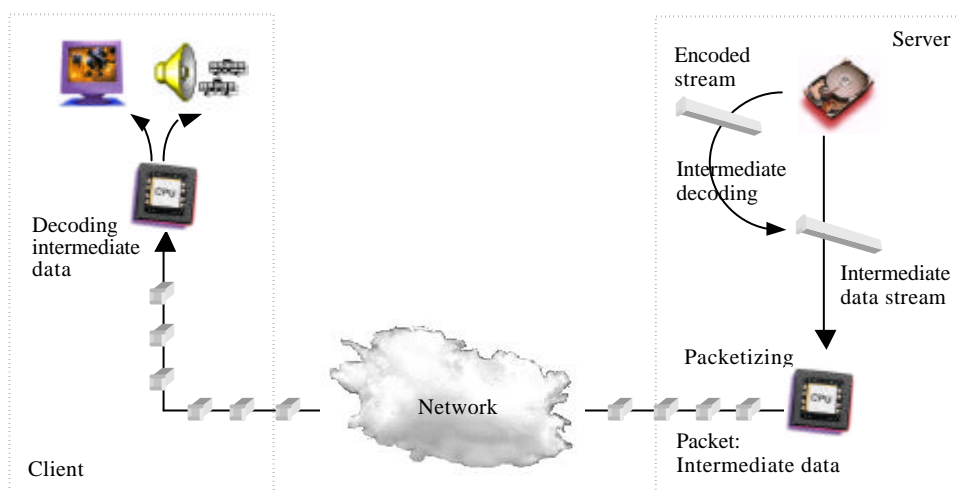 Server
Encoded
stream
Intermediate
decoding
CPU
Decoding
intermediate
data
Intermediate
data stream
Packetizing
CPU
Network
Packet:
Intermediate data
Client